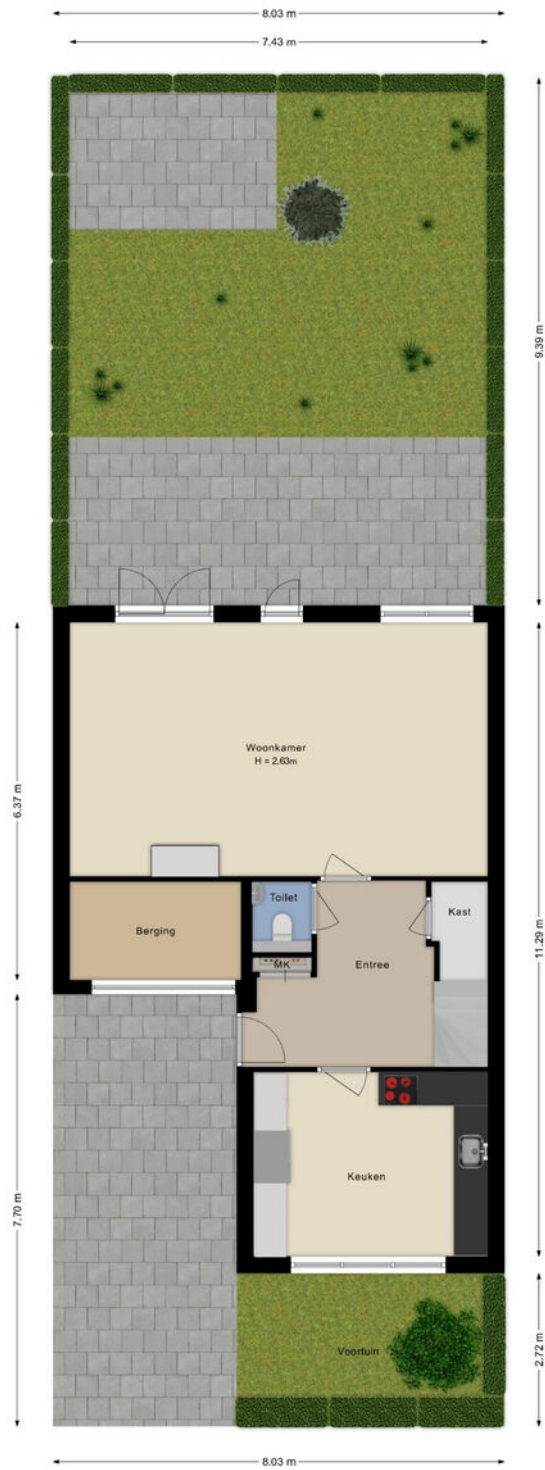 8.03 m
7.43 m
9.39 m
Woonkamer
H = 2.63m
6.37 m
Toilet
Kast
Berging
MK
Entree
11.29 m
Keuken
7.70 m
Voortuin
2.72 m
8.03 m